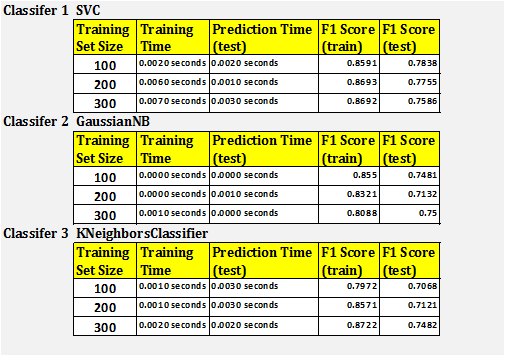 Classifer 1 SVC
Training Set Size Training Time Prediction Time (test) F1 Score (train) F1 Score (test)
100 0.0020 seconds 0.0020 seconds 0.8591 0.7838
200 0.0060 seconds 0.0010 seconds 0.8693 0.7755
300 0.0070 seconds 0.0030 seconds 0.8692 0.7586
Classifer 2 GaussianNB
Training Set Size Training Time Prediction Time (test) F1 Score (train) F1 Score (test)
100 0.0000 seconds 0.0000 seconds 0.855 0.7481
200 0.0000 seconds 0.0010 seconds 0.8321 0.7132
300 0.0010 seconds 0.0000 seconds 0.8088 0.75
Classifer 3 KNeighborsClassifier
Training Set Size Training Time Prediction Time (test) F1 Score (train) F1 Score (test)
100 0.0010 seconds 0.0030 seconds 0.7972 0.7068
200 0.0010 seconds 0.0030 seconds 0.8571 0.7121
300 0.0020 seconds 0.0020 seconds 0.8722 0.7482